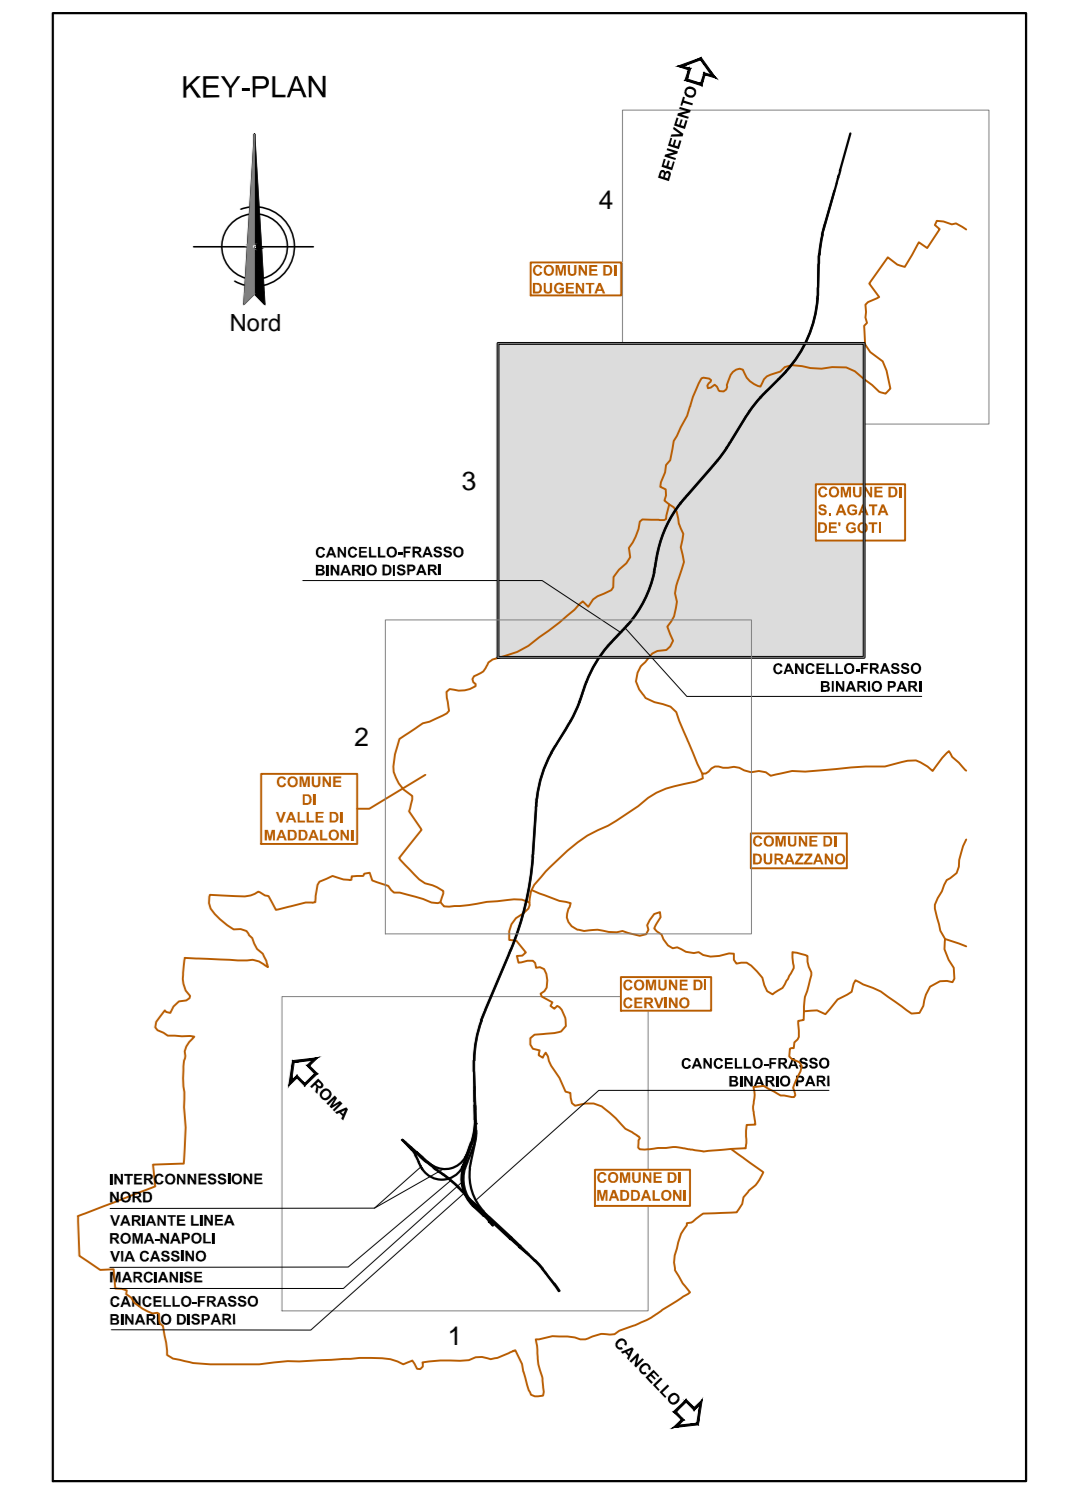 KEY-PLAN
Nord
BENEVENTO
4
COMUNE DI
DUGENTA
3
COMUNE DI
S. AGATA
DE' GOTI
CANCELLO-FRASSO
BINARIO DISPARI
CANCELLO-FRASSO
BINARIO PARI
2
COMUNE
DI
VALLE DI
MADDALONI
COMUNE DI
DURAZZANO
COMUNE DI
CERVINO
CANCELLO-FRASSO
BINARIO PARI
ROMA
INTERCONNESSIONE
NORD
VARIANTE LINEA
ROMA-NAPOLI
VIA CASSINO
MARCIANISE
CANCELLO-FRASSO
BINARIO DISPARI
COMUNE DI
MADDALONI
1
CANCELLO